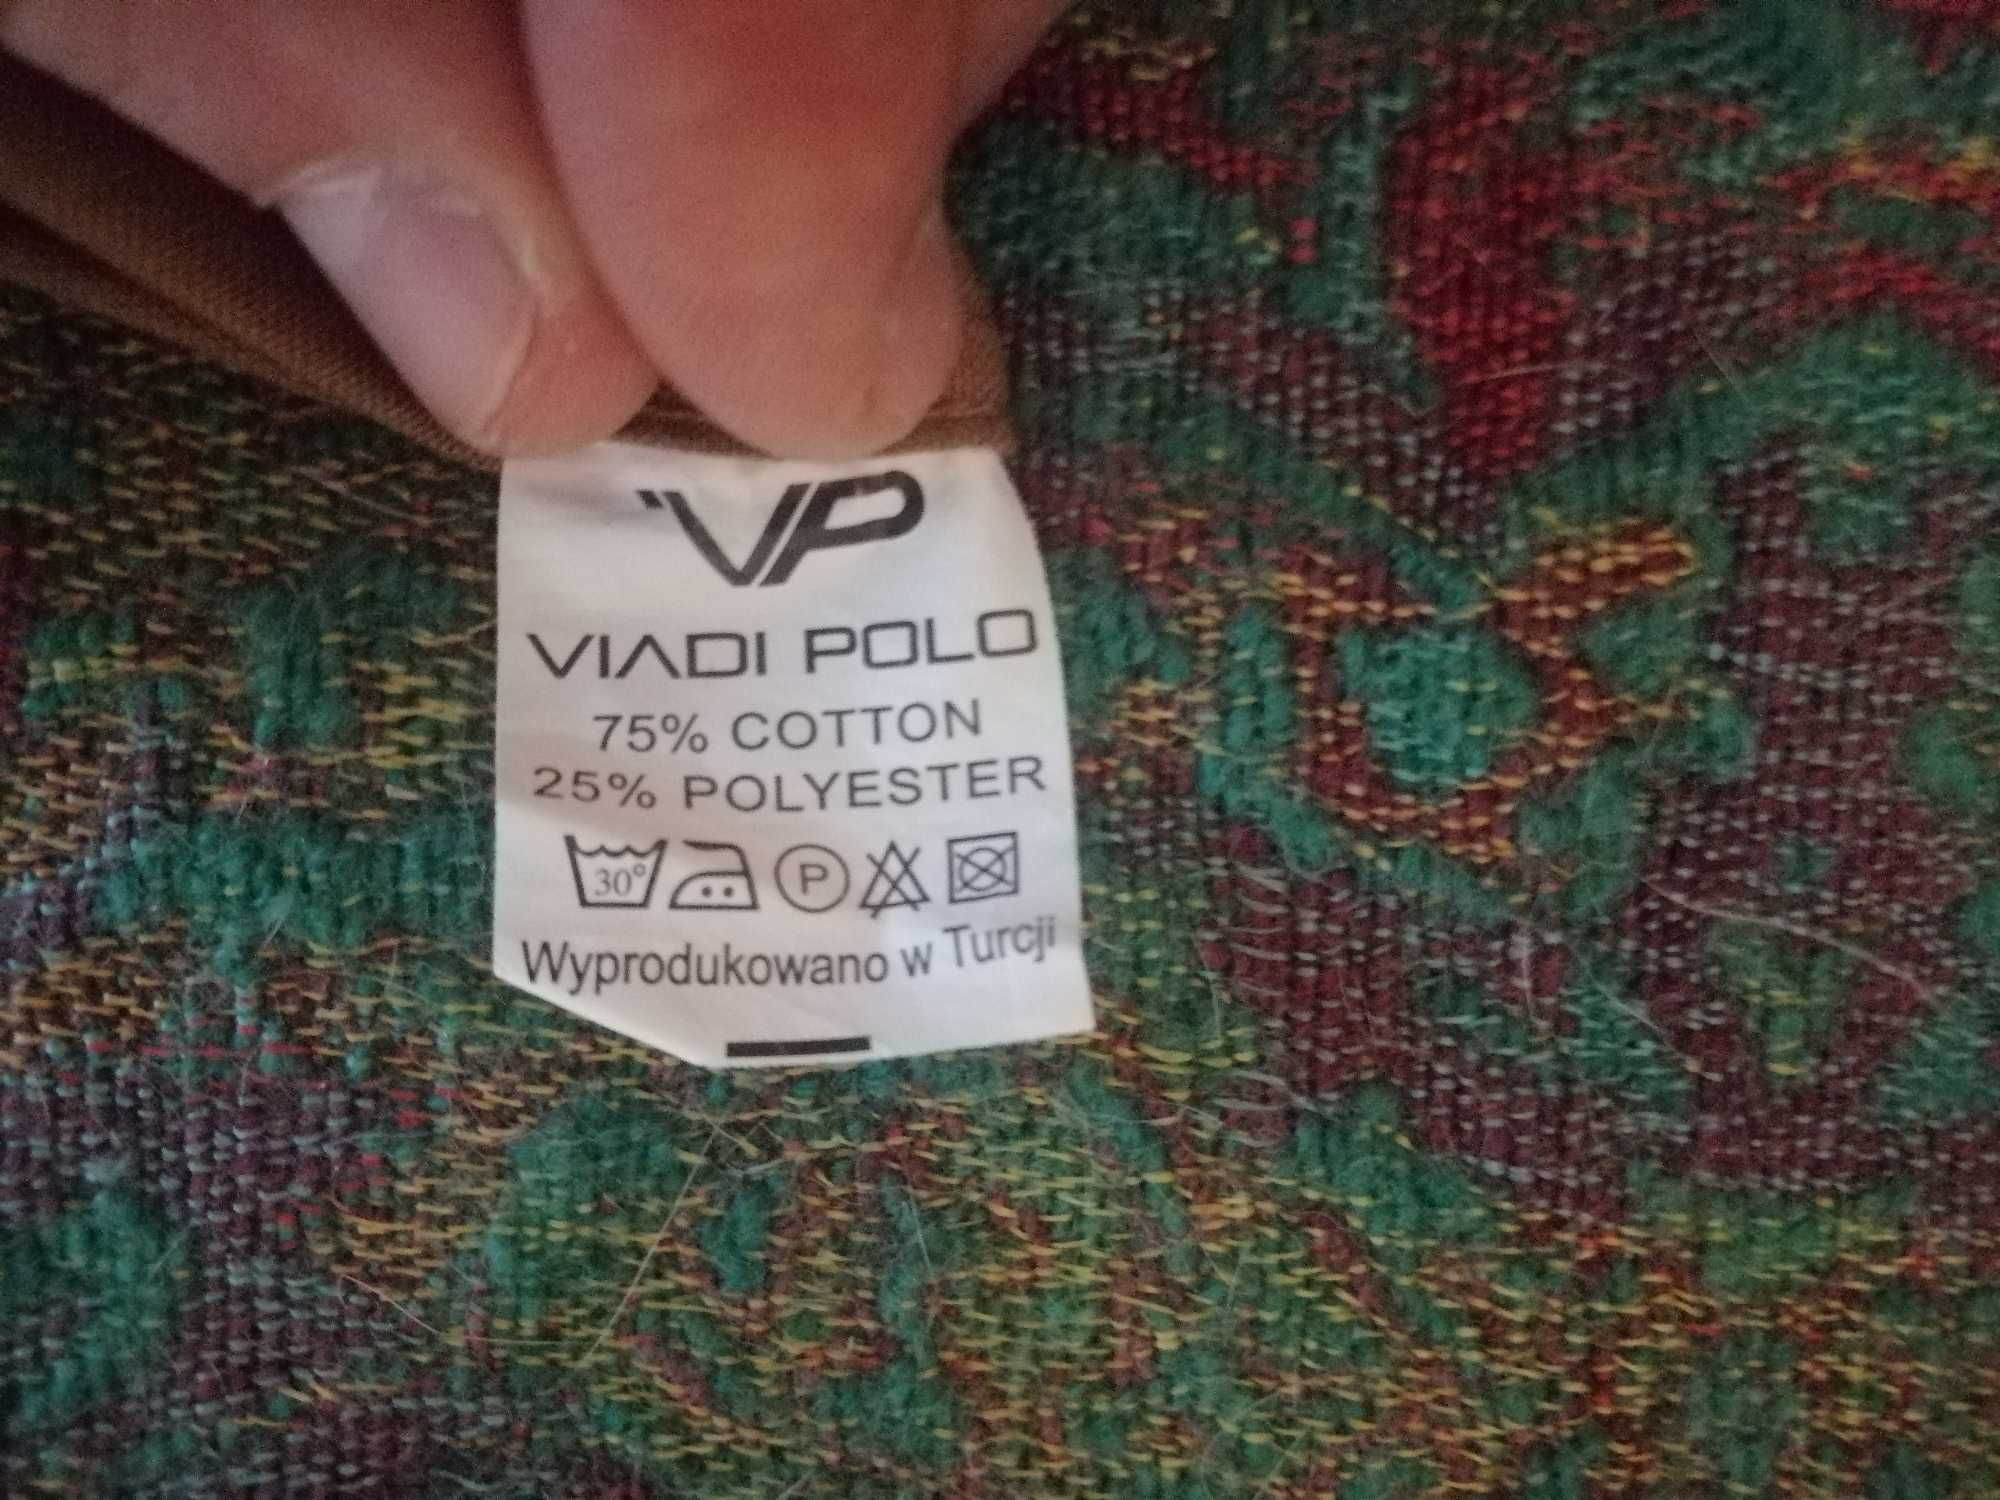 VP
VIADI POLO
75% COTTON
25% POLYESTER
30° P
Wyprodukowano w Turcji